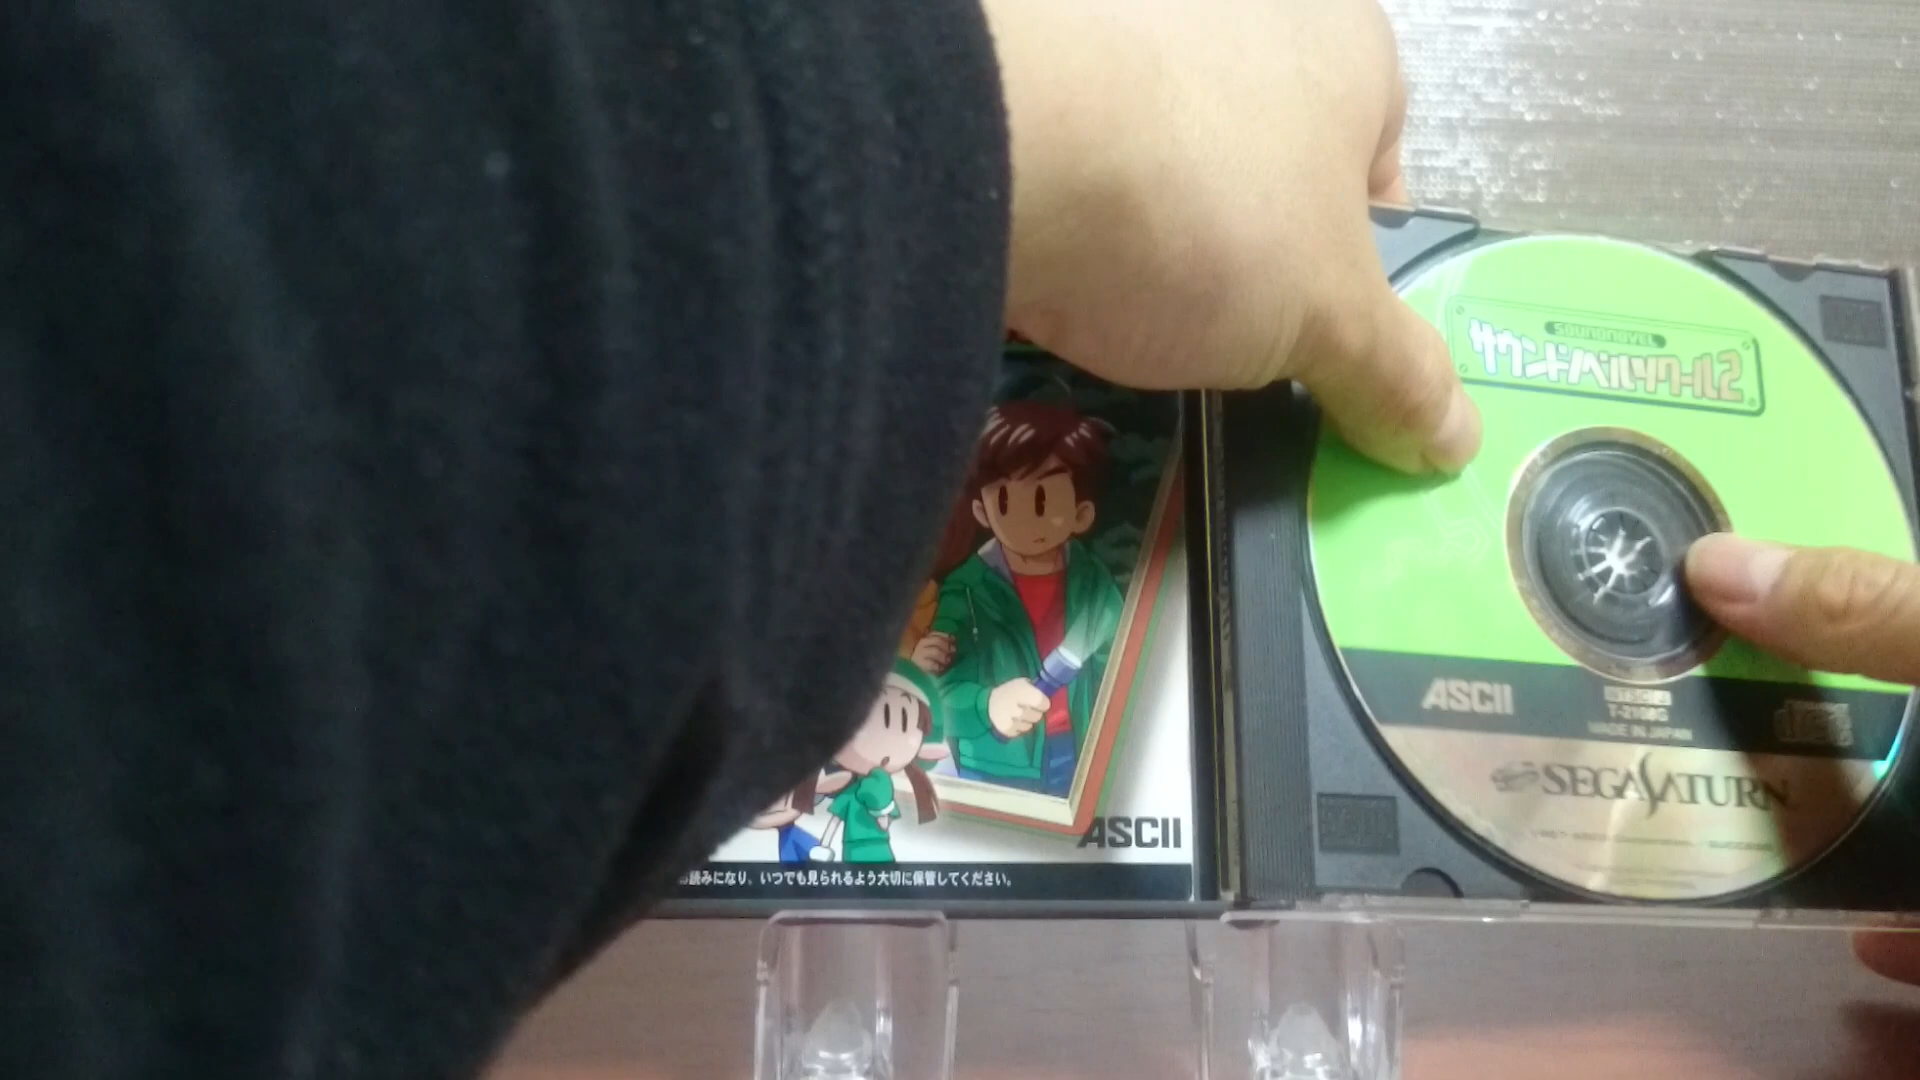 SOUNDNOVEL
サウンドノベルツクール2
ASCII
NTSC J
MADE IN JAPAN
SEGA SATURN
ASCII
読みになり、いつでも見られるよう大切に保管してください。